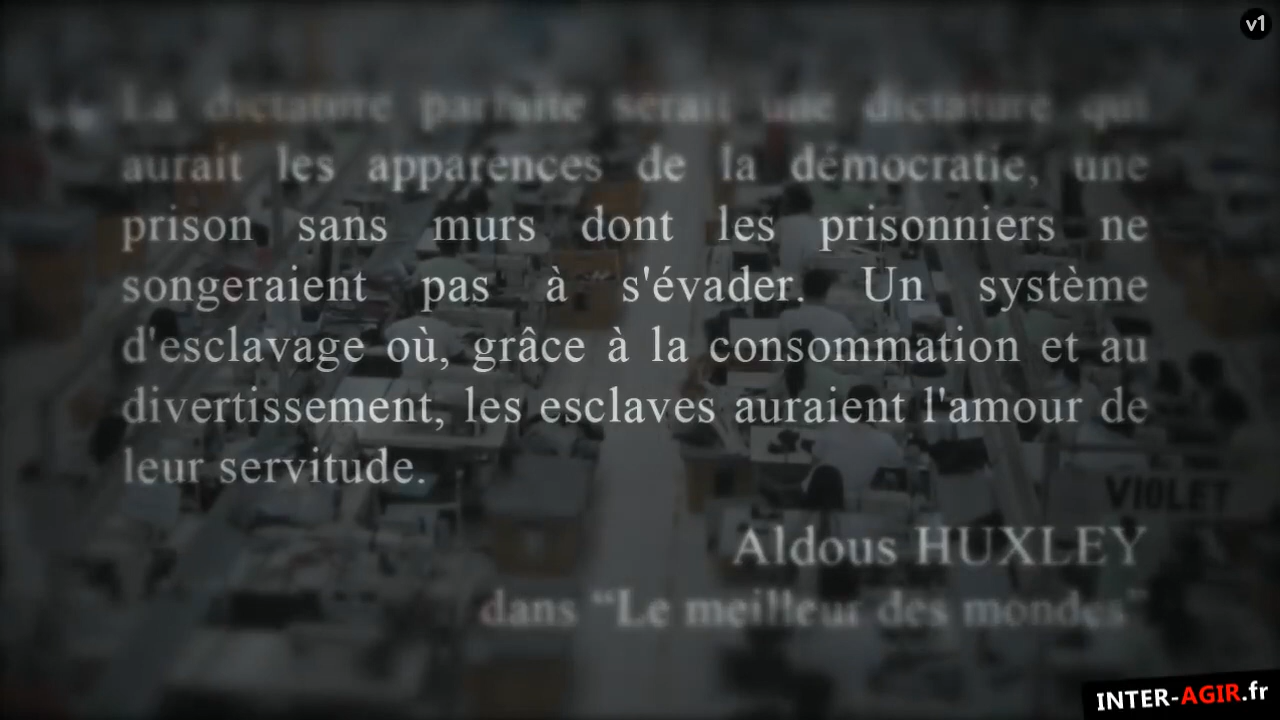 v1
La dictature parfaite serait une dictature qui
aurait les apparences de la démocratie, une
prison sans murs dont les prisonniers ne
songeraient pas à s'évader. Un système
d'esclavage où, grâce à la consommation et au
divertissement, les esclaves auraient l'amour de
leur servitude.
VIOLET
Aldous HUXLEY
dans “Le meilleur des mondes”
INTER-AGIR.fr